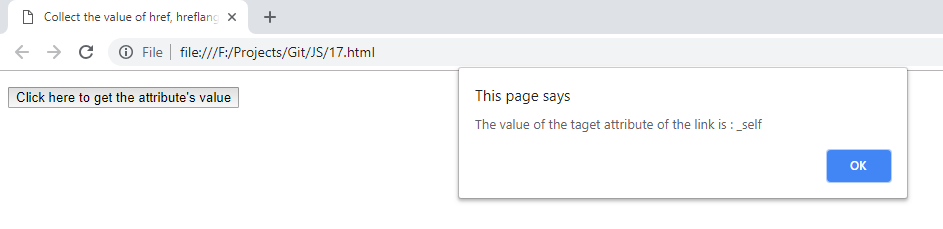 Collect the value of href, hreflang
File | file:///F:/Projects/Git/JS/17.html
Click here to get the attribute's value
This page says
The value of the taget attribute of the link is : _self
OK